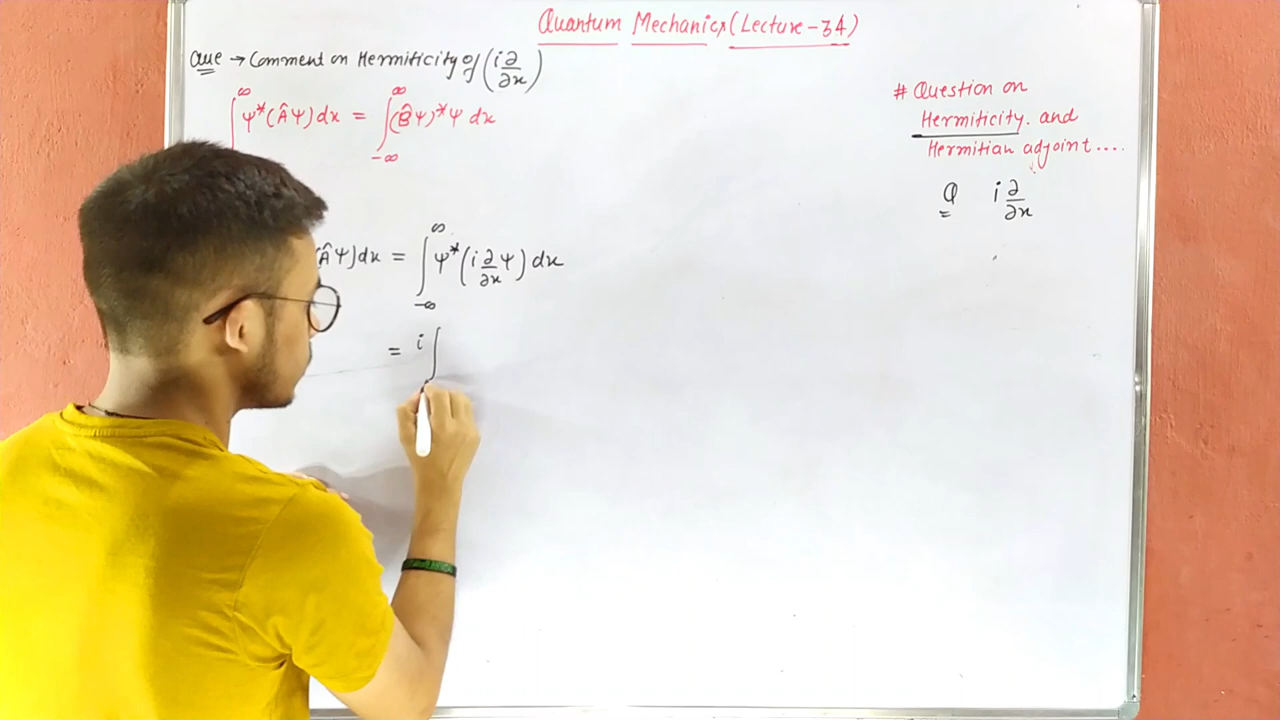 Quantum Mechanics (Lecture-34)
Que → Comment on Hermiticity of (i∂/∂x)
∫_{-∞}^{∞} Ψ*(ÂΨ)dx = ∫_{-∞}^{∞} (B̂Ψ)*Ψ dx
ÂΨ)dx = ∫_{-∞}^{∞} Ψ*(i ∂/∂x Ψ) dx
= i∫
# Question on
Hermiticity. and
Hermitian adjoint....
Q i ∂/∂x